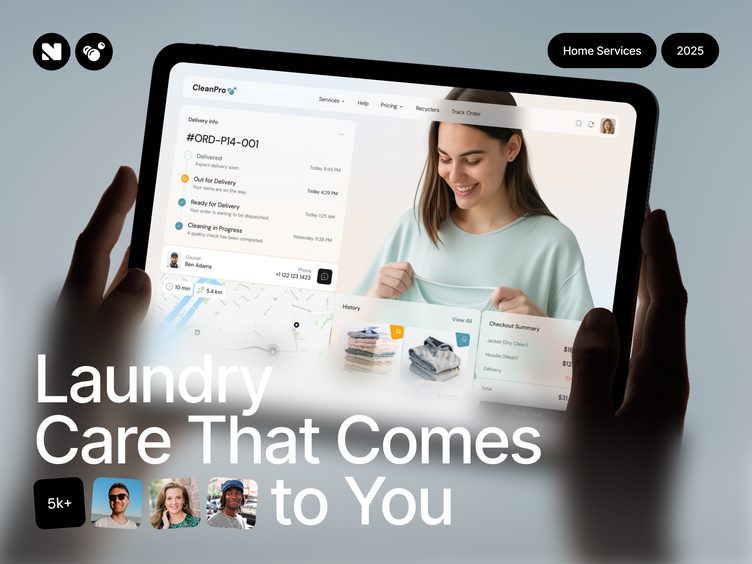 Home Services
2025
CleanPro
Services
Help
Pricing
Recyclers
Track Order
Delivery Info
#ORD-P14-001
Delivered
Expect delivery soon.
Today 9:45 PM
Out for Delivery
Your items are on the way.
Today 4:29 PM
Ready for Delivery
Your order is waiting to be dispatched.
Today 1:25 AM
Cleaning in Progress
A quality check has been completed.
Yesterday 11:36 PM
Courier
Ben Adams
Phone
+1 122 123 1423
10 min
5.4 km
History
View All
Checkout Summary
Jacket (Dry Clean)
Hoodie (Wash)
Delivery
Total
$31
Laundry
Care That Comes
to You
5k+